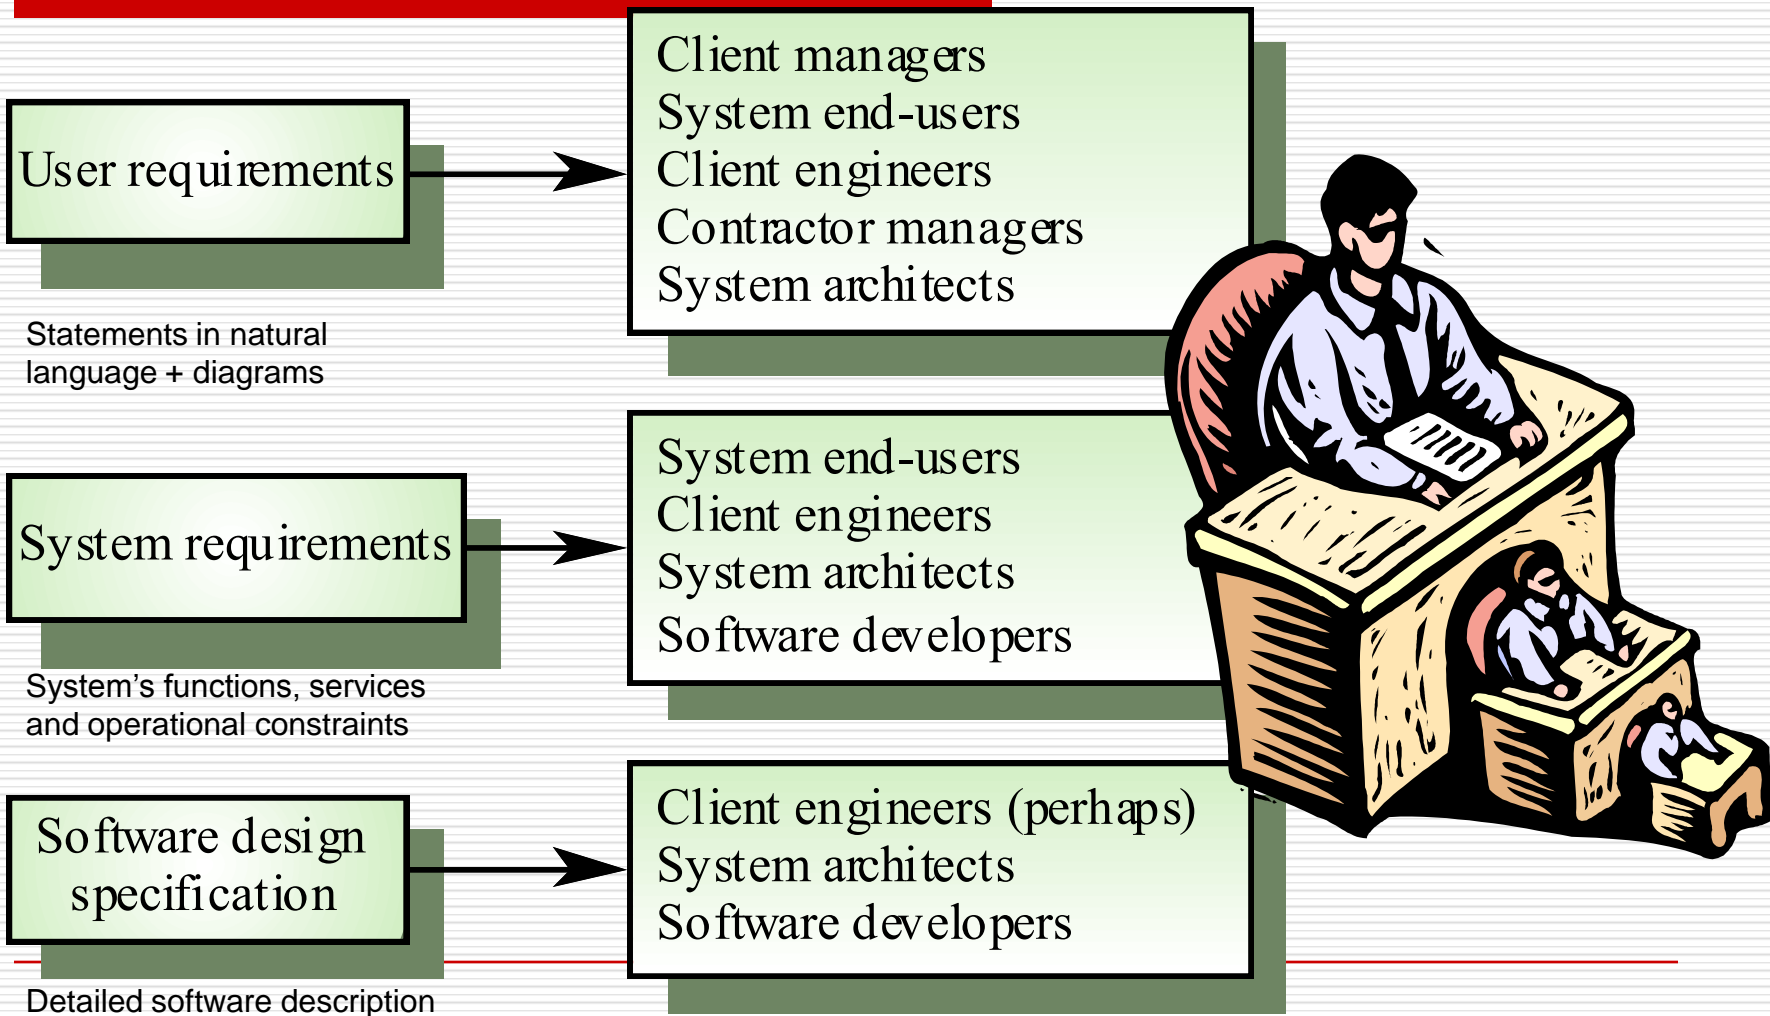 User requirements
Client managers
System end-users
Client engineers
Contractor managers
System architects
Statements in natural
language + diagrams
System requirements
System end-users
Client engineers
System architects
Software developers
System’s functions, services
and operational constraints
Software design
specification
Client engineers (perhaps)
System architects
Software developers
Detailed software description